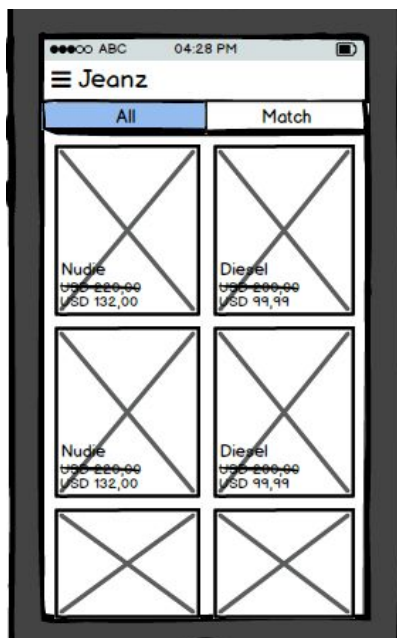 ABC 04:28 PM
Jeanz
All Match
Nudie Diesel
USD 220,00 USD 200,00
USD 132,00 USD 99,99
Nudie Diesel
USD 220,00 USD 200,00
USD 132,00 USD 99,99